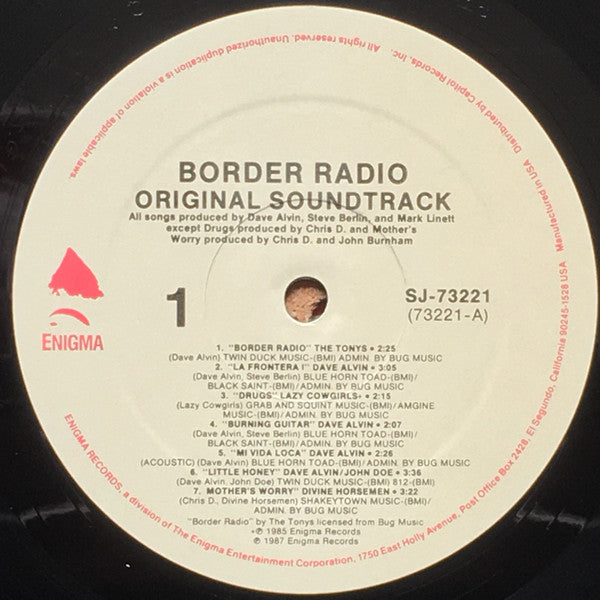 BORDER RADIO
ORIGINAL SOUNDTRACK
All songs produced by Dave Alvin, Steve Berlin, and Mark Linett
except Drugs produced by Chris D. and Mother's
Worry produced by Chris D. and John Burnham
ENIGMA
1
SJ-73221
(73221-A)
1. "BORDER RADIO" THE TONYS • 2:25
(Dave Alvin) TWIN DUCK MUSIC-(BMI) ADMIN. BY BUG MUSIC
2. "LA FRONTERA I" DAVE ALVIN • 3:05
(Dave Alvin, Steve Berlin) BLUE HORN TOAD-(BMI)/
BLACK SAINT-(BMI)/ADMIN. BY BUG MUSIC
3. "DRUGS" LAZY COWGIRLS+ • 2:15
(Lazy Cowgirls) GRAB AND SQUINT MUSIC-(BMI)/AMGINE
MUSIC-(BMI)/ADMIN. BY BUG MUSIC
4. "BURNING GUITAR" DAVE ALVIN • 2:07
(Dave Alvin, Steve Berlin) BLUE HORN TOAD-(BMI)/
BLACK SAINT-(BMI)/ADMIN. BY BUG MUSIC
5. "MI VIDA LOCA" DAVE ALVIN • 2:26
(ACOUSTIC) (Dave Alvin) BLUE HORN TOAD-(BMI)/ADMIN. BY BUG MUSIC
6. "LITTLE HONEY" DAVE ALVIN/JOHN DOE • 3:36
(Dave Alvin, John Doe) TWIN DUCK MUSIC-(BMI) 812-(BMI)
7. MOTHER'S WORRY" DIVINE HORSEMEN • 3:22
(Chris D., Divine Horsemen) SHAKEYTOWN MUSIC-(BMI)/
ADMIN. BY BUG MUSIC
"Border Radio" by The Tonys licensed from Bug Music
+℗ 1985 Enigma Records
℗ 1987 Enigma Records
ENIGMA RECORDS, a division of The Enigma Entertainment Corporation, 1750 East Holly Avenue, Post Office Box 2428, El Segundo, California 90245-1528 USA
Manufactured in USA. Distributed by Capitol Records, Inc. All rights reserved. Unauthorized duplication is a violation of applicable laws.